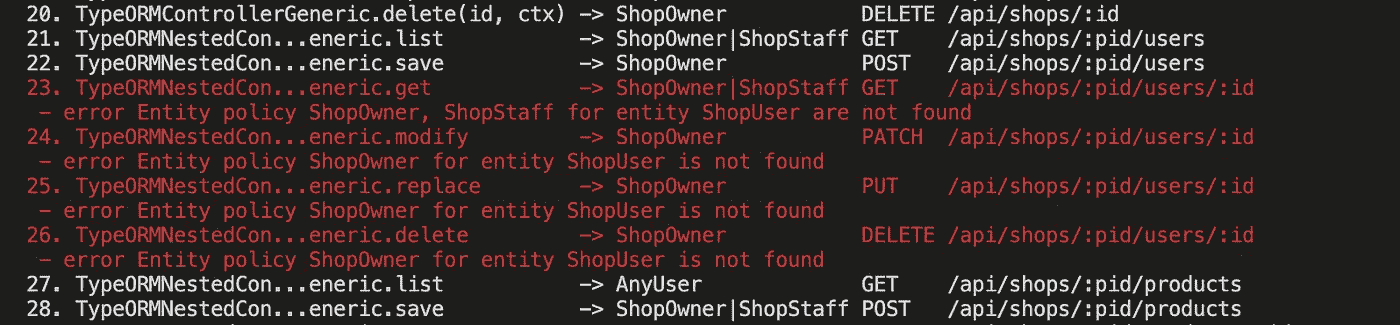 20. TypeORMControllerGeneric.delete(id, ctx) -> ShopOwner DELETE /api/shops/:id
21. TypeORMNestedCon...eneric.list -> ShopOwner|ShopStaff GET /api/shops/:pid/users
22. TypeORMNestedCon...eneric.save -> ShopOwner POST /api/shops/:pid/users
23. TypeORMNestedCon...eneric.get -> ShopOwner|ShopStaff GET /api/shops/:pid/users/:id
- error Entity policy ShopOwner, ShopStaff for entity ShopUser are not found
24. TypeORMNestedCon...eneric.modify -> ShopOwner PATCH /api/shops/:pid/users/:id
- error Entity policy ShopOwner for entity ShopUser is not found
25. TypeORMNestedCon...eneric.replace -> ShopOwner PUT /api/shops/:pid/users/:id
- error Entity policy ShopOwner for entity ShopUser is not found
26. TypeORMNestedCon...eneric.delete -> ShopOwner DELETE /api/shops/:pid/users/:id
- error Entity policy ShopOwner for entity ShopUser is not found
27. TypeORMNestedCon...eneric.list -> AnyUser GET /api/shops/:pid/products
28. TypeORMNestedCon...eneric.save -> ShopOwner|ShopStaff POST /api/shops/:pid/products